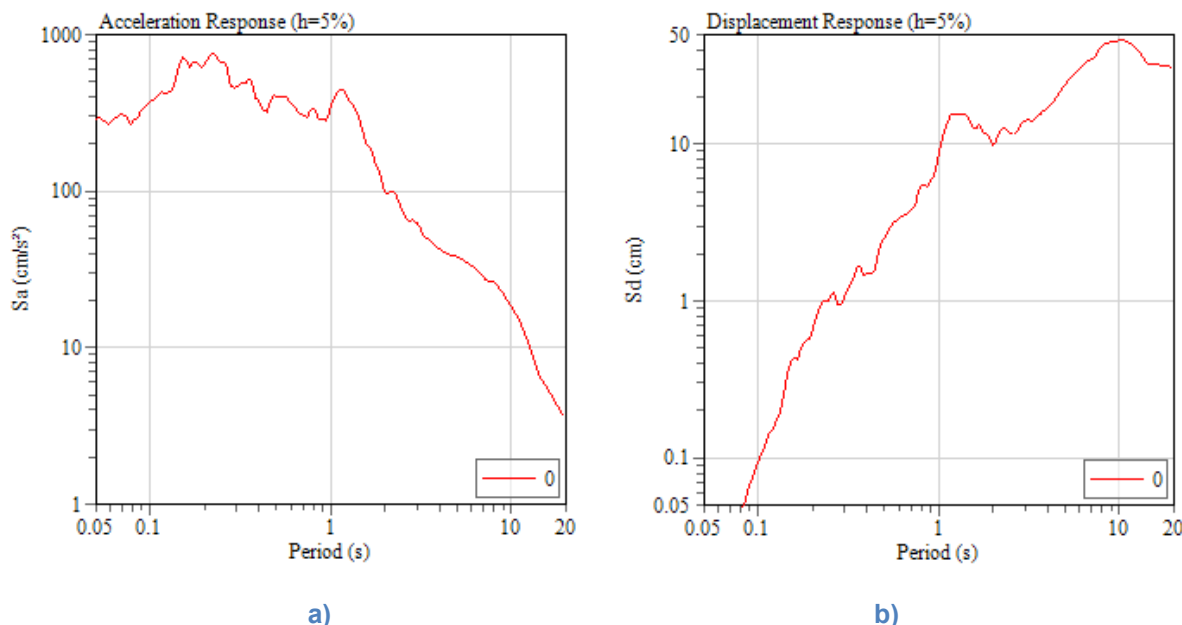 Acceleration Response (h=5%)
1000
100
10
1
Sa (cm/s²)
0.05 0.1 1 10 20
Period (s)
0
a)
Displacement Response (h=5%)
50
10
1
0.1
0.05
Sd (cm)
0.05 0.1 1 10 20
Period (s)
0
b)